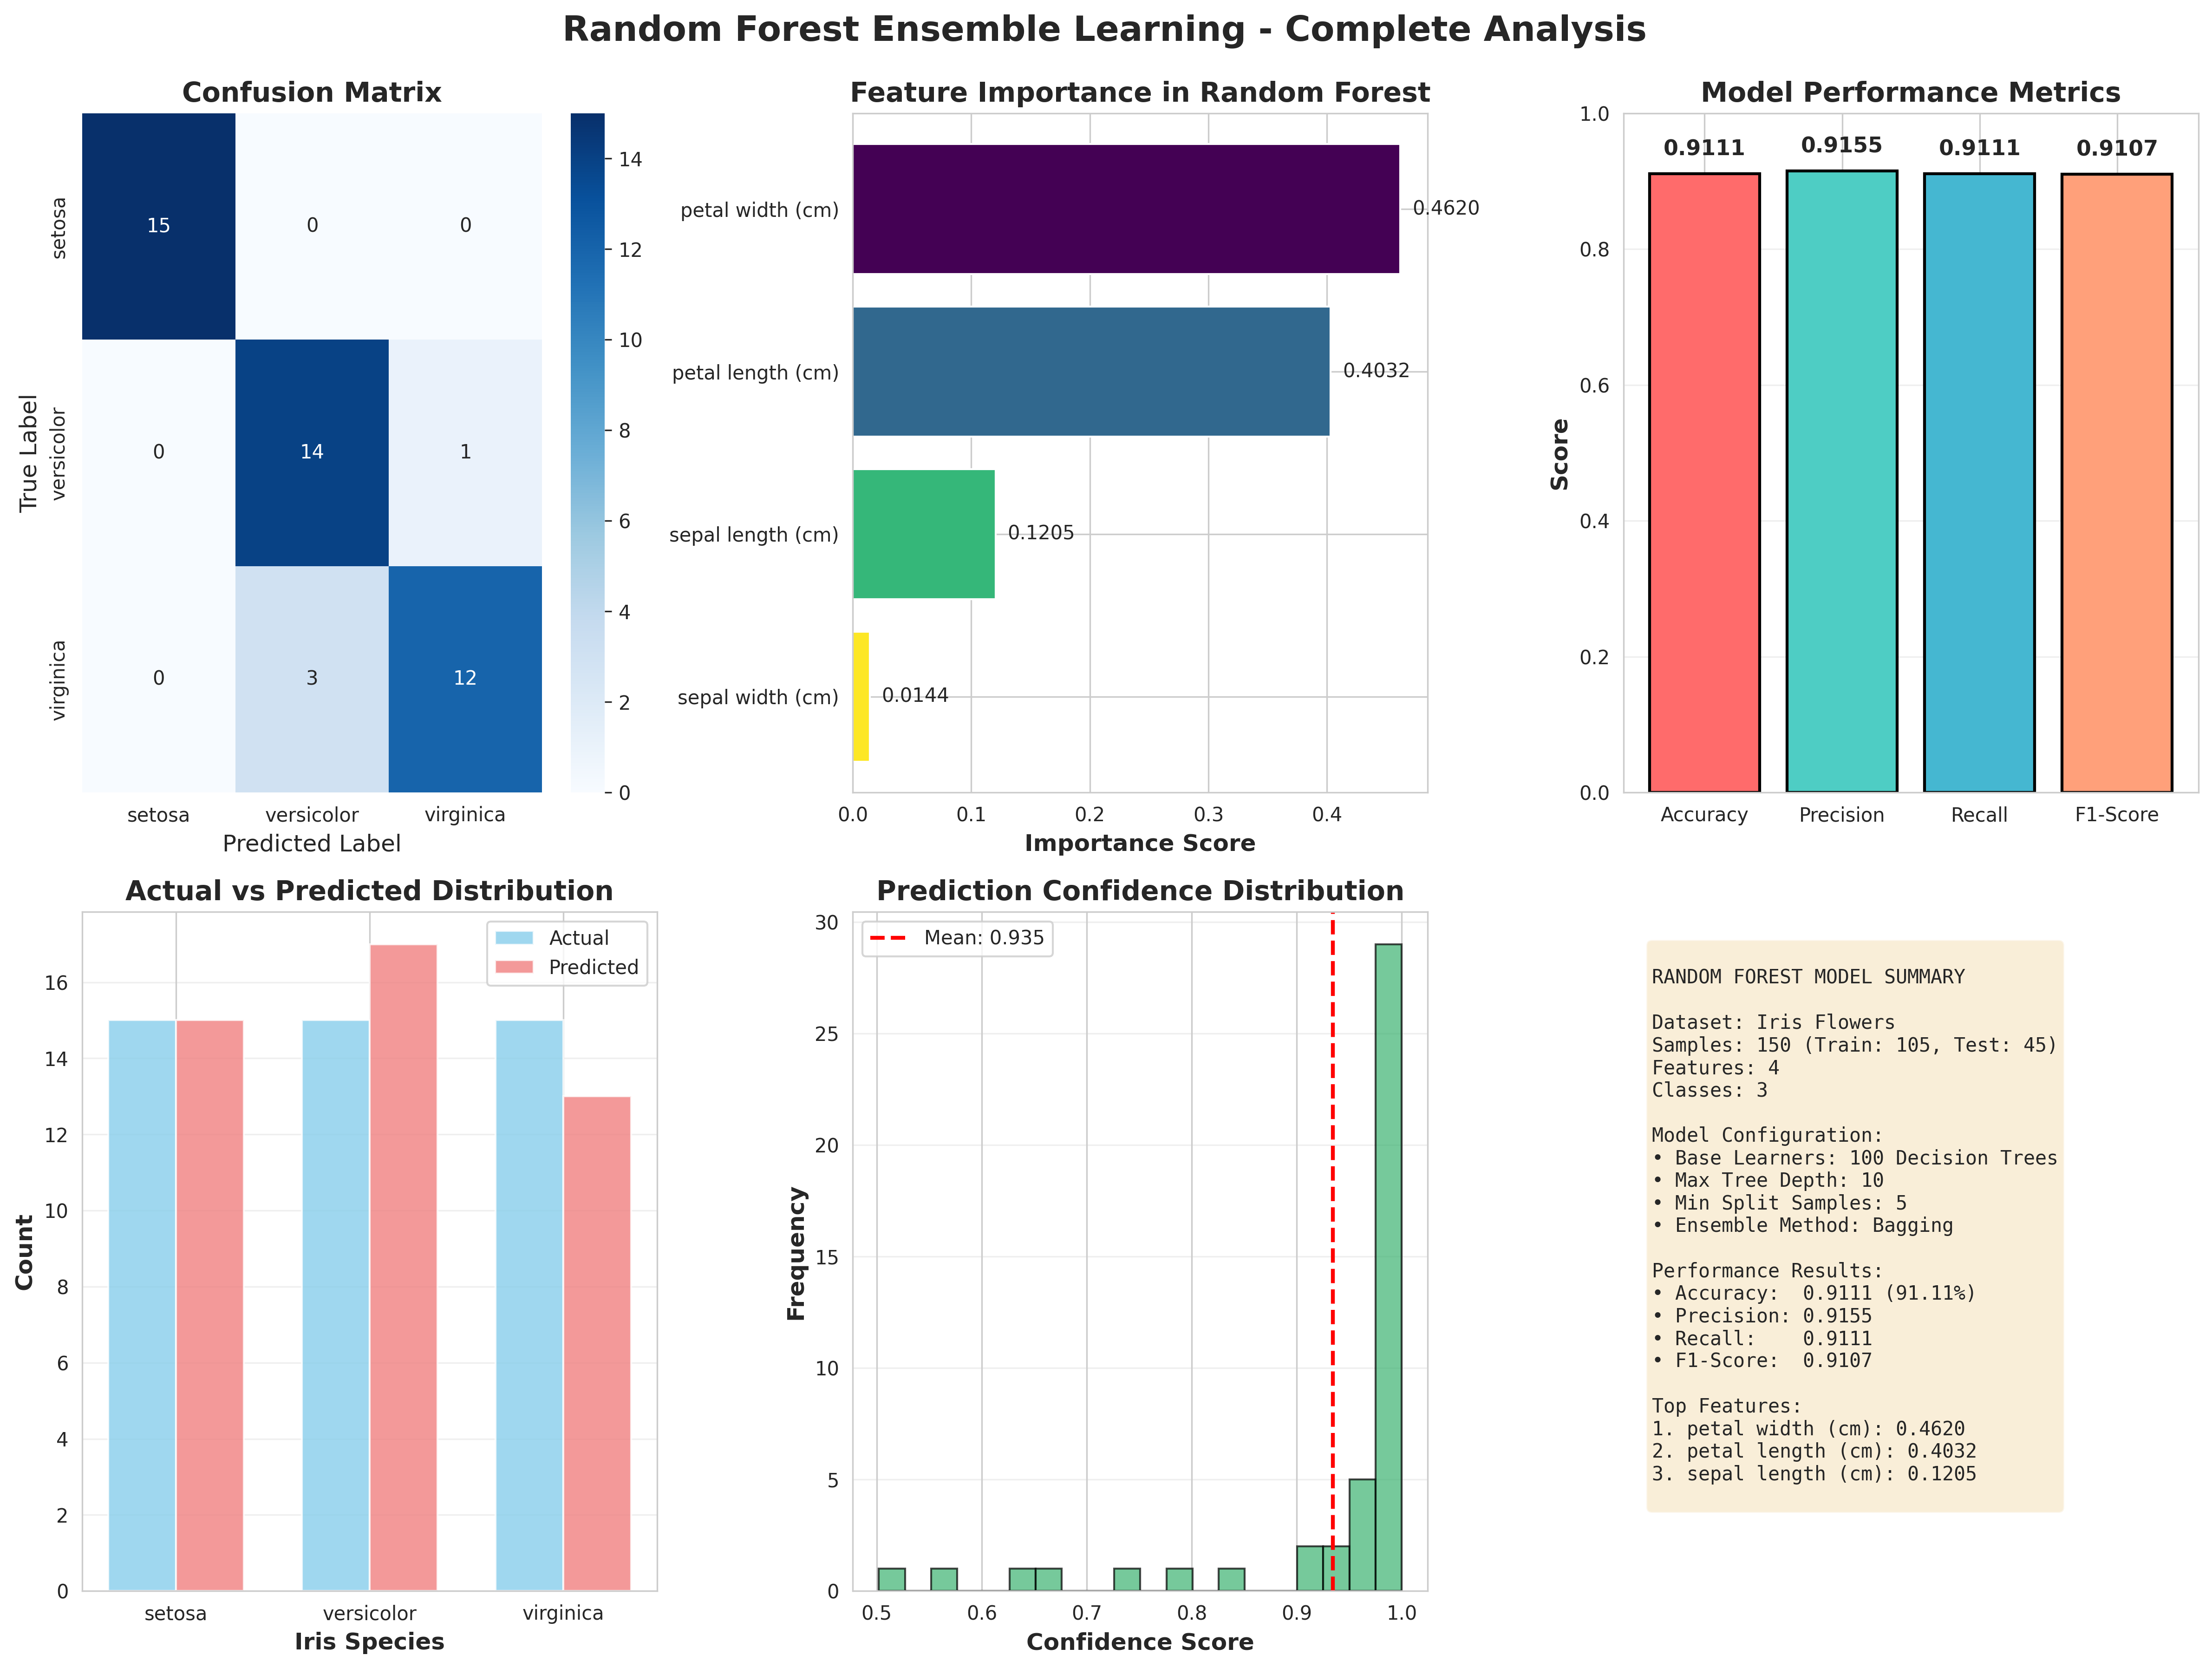 Random Forest Ensemble Learning - Complete Analysis
Confusion Matrix
True Label
setosa
versicolor
virginica
15 0 0
0 14 1
0 3 12
setosa versicolor virginica
Predicted Label
14
12
10
8
6
4
2
0
Feature Importance in Random Forest
petal width (cm)
0.4620
petal length (cm)
0.4032
sepal length (cm)
0.1205
sepal width (cm)
0.0144
0.0 0.1 0.2 0.3 0.4
Importance Score
Model Performance Metrics
Score
1.0
0.8
0.6
0.4
0.2
0.0
0.9111 0.9155 0.9111 0.9107
Accuracy Precision Recall F1-Score
Actual vs Predicted Distribution
Actual
Predicted
Count
16
14
12
10
8
6
4
2
0
setosa versicolor virginica
Iris Species
Prediction Confidence Distribution
Mean: 0.935
Frequency
30
25
20
15
10
5
0
0.5 0.6 0.7 0.8 0.9 1.0
Confidence Score
RANDOM FOREST MODEL SUMMARY
Dataset: Iris Flowers
Samples: 150 (Train: 105, Test: 45)
Features: 4
Classes: 3
Model Configuration:
• Base Learners: 100 Decision Trees
• Max Tree Depth: 10
• Min Split Samples: 5
• Ensemble Method: Bagging
Performance Results:
• Accuracy:  0.9111 (91.11%)
• Precision: 0.9155
• Recall:    0.9111
• F1-Score:  0.9107
Top Features:
1. petal width (cm): 0.4620
2. petal length (cm): 0.4032
3. sepal length (cm): 0.1205